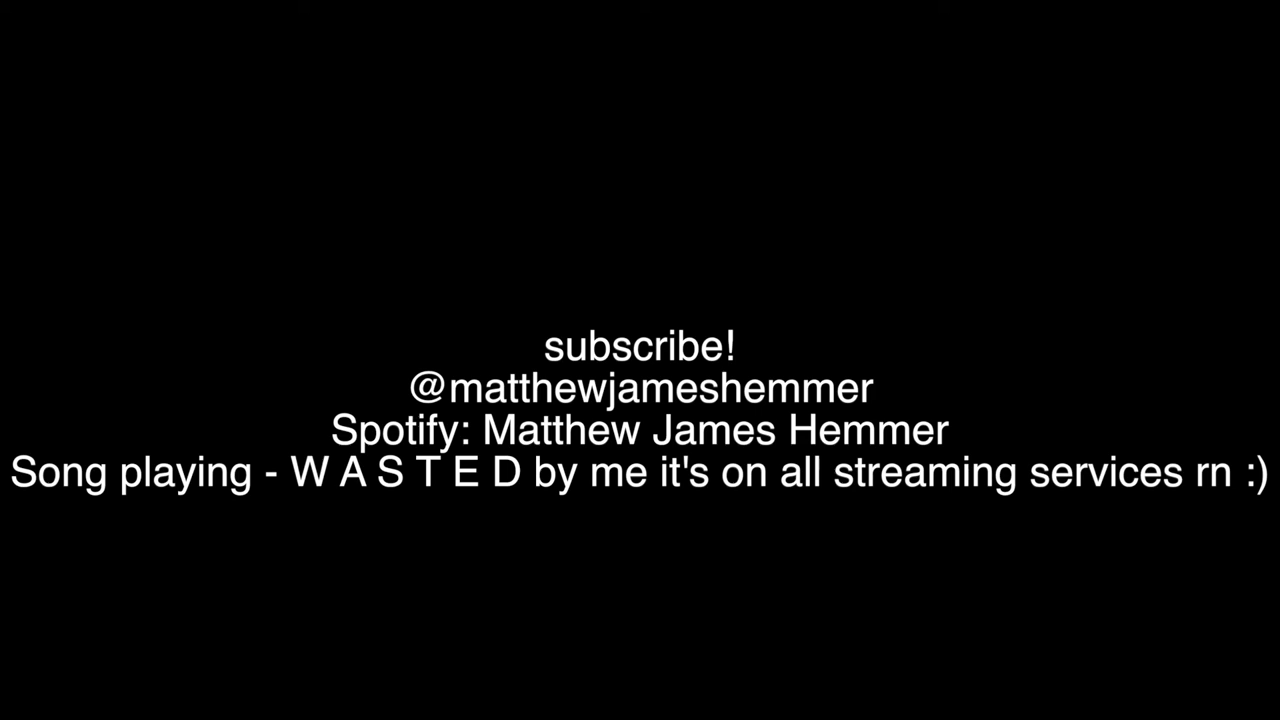 subscribe!
@matthewjameshemmer
Spotify: Matthew James Hemmer
Song playing - W A S T E D by me it's on all streaming services rn :)